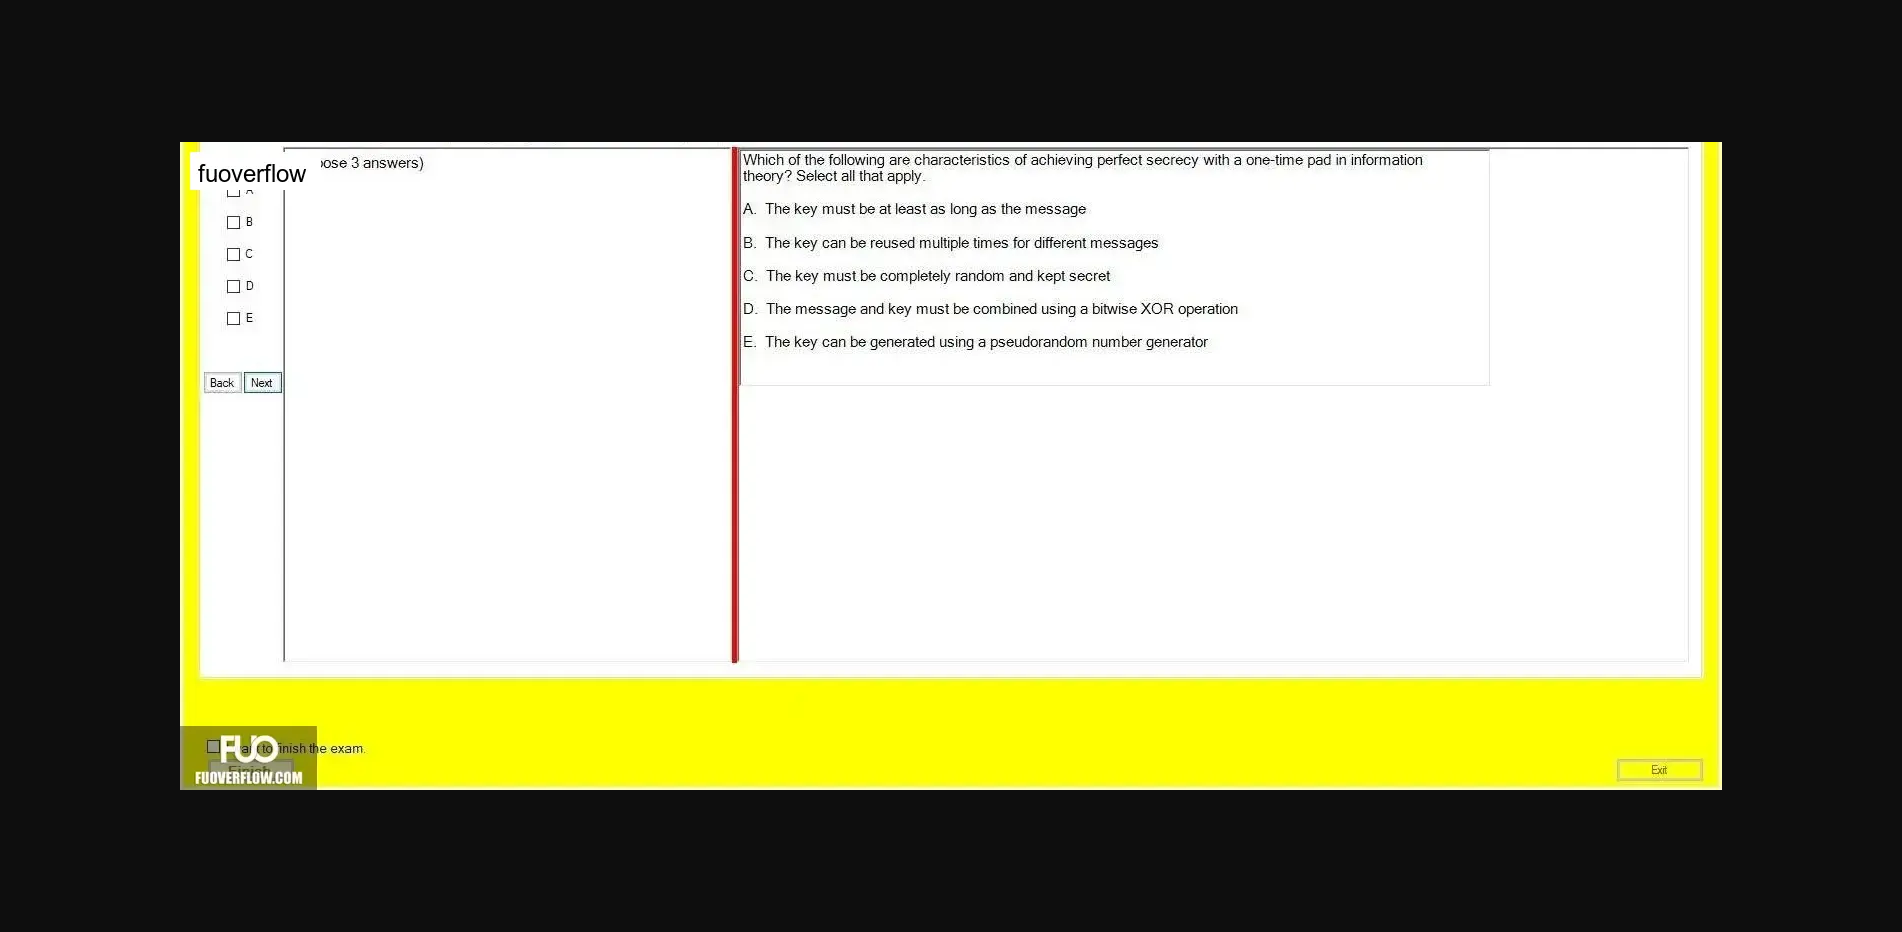 fuoverflow
ose 3 answers)
A
B
C
D
E
Back Next
Which of the following are characteristics of achieving perfect secrecy with a one-time pad in information
theory? Select all that apply.
A. The key must be at least as long as the message
B. The key can be reused multiple times for different messages
C. The key must be completely random and kept secret
D. The message and key must be combined using a bitwise XOR operation
E. The key can be generated using a pseudorandom number generator
to finish the exam.
Finish
FUO
FUOVERFLOW.COM
Exit